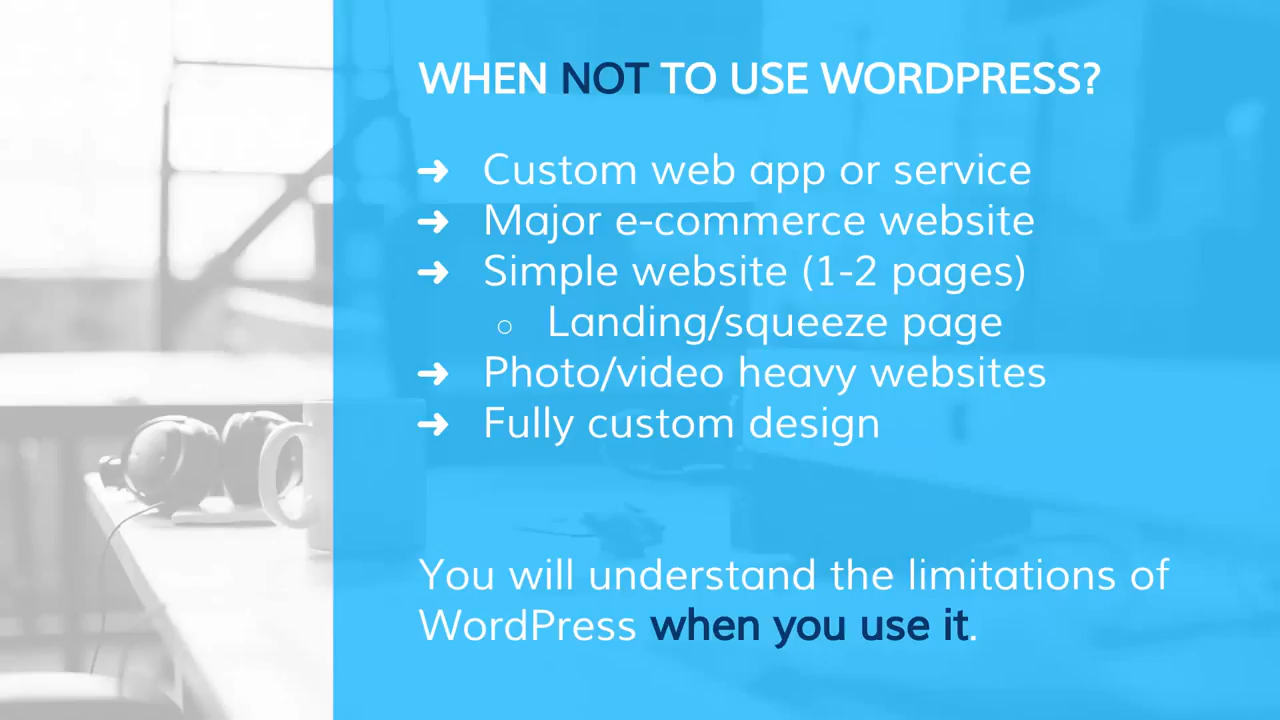 WHEN NOT TO USE WORDPRESS?
➜ Custom web app or service
➜ Major e-commerce website
➜ Simple website (1-2 pages)
○ Landing/squeeze page
➜ Photo/video heavy websites
➜ Fully custom design
You will understand the limitations of
WordPress when you use it.